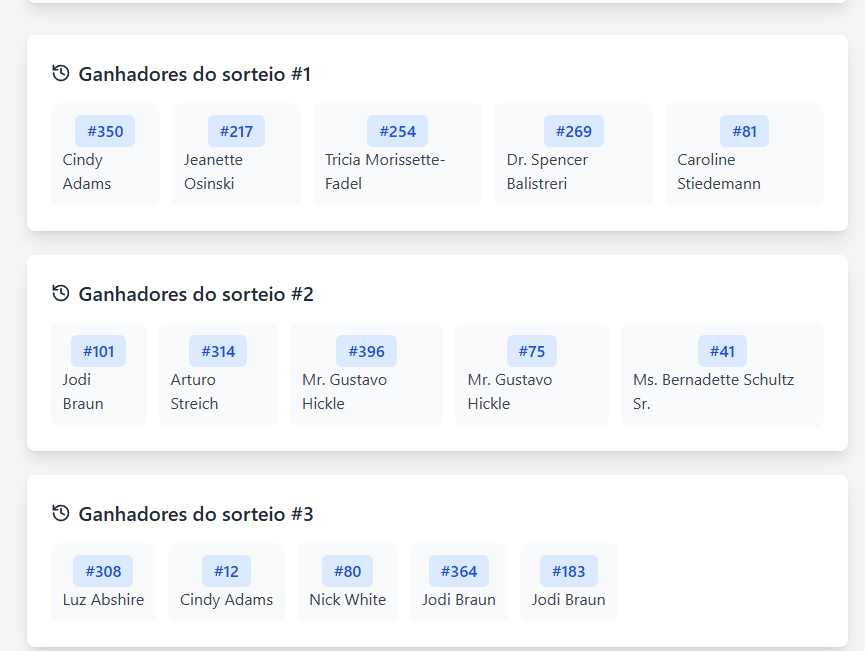 Ganhadores do sorteio #1
#350
Cindy
Adams
#217
Jeanette
Osinski
#254
Tricia Morissette-
Fadel
#269
Dr. Spencer
Balistreri
#81
Caroline
Stiedemann
Ganhadores do sorteio #2
#101
Jodi
Braun
#314
Arturo
Streich
#396
Mr. Gustavo
Hickle
#75
Mr. Gustavo
Hickle
#41
Ms. Bernadette Schultz
Sr.
Ganhadores do sorteio #3
#308
Luz Abshire
#12
Cindy Adams
#80
Nick White
#364
Jodi Braun
#183
Jodi Braun